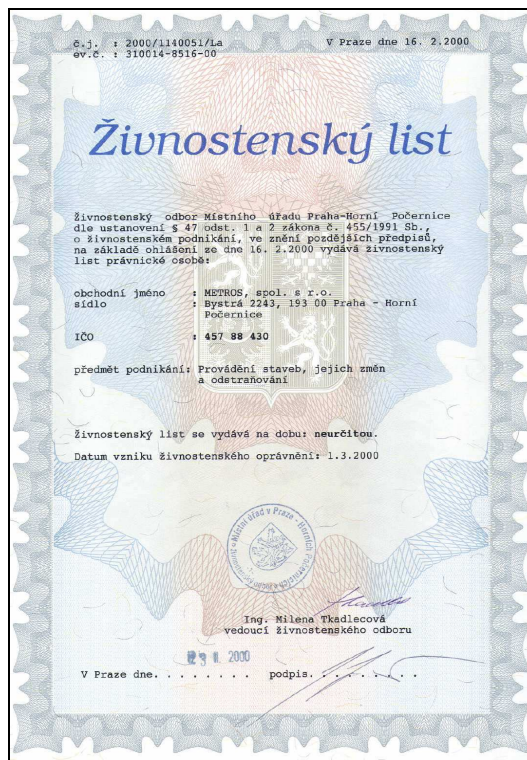 č.j. : 2000/1140051/La V Praze dne 16. 2.2000
ev.č. : 310014-8516-00
Živnostenský list
Živnostenský odbor Místního úřadu Praha-Horní Počernice
dle ustanovení § 47 odst. 1 a 2 zákona č. 455/1991 Sb.,
o živnostenském podnikání, ve znění pozdějších předpisů,
na základě ohlášení ze dne 16. 2.2000 vydává živnostenský
list právnické osobě:
obchodní jméno : METROS, spol. s r.o.
sídlo : Bystrá 2243, 193 00 Praha - Horní
Počernice
IČO : 457 88 430
předmět podnikání: Provádění staveb, jejich změn
a odstraňování
Živnostenský list se vydává na dobu: neurčitou.
Datum vzniku živnostenského oprávnění: 1.3.2000
Místní úřad v Praze - Horních Počernicích
Ing. Milena Tkadlecová
vedoucí živnostenského odboru
2000
V Praze dne. . . . . . . . podpis. . . . . . . . .